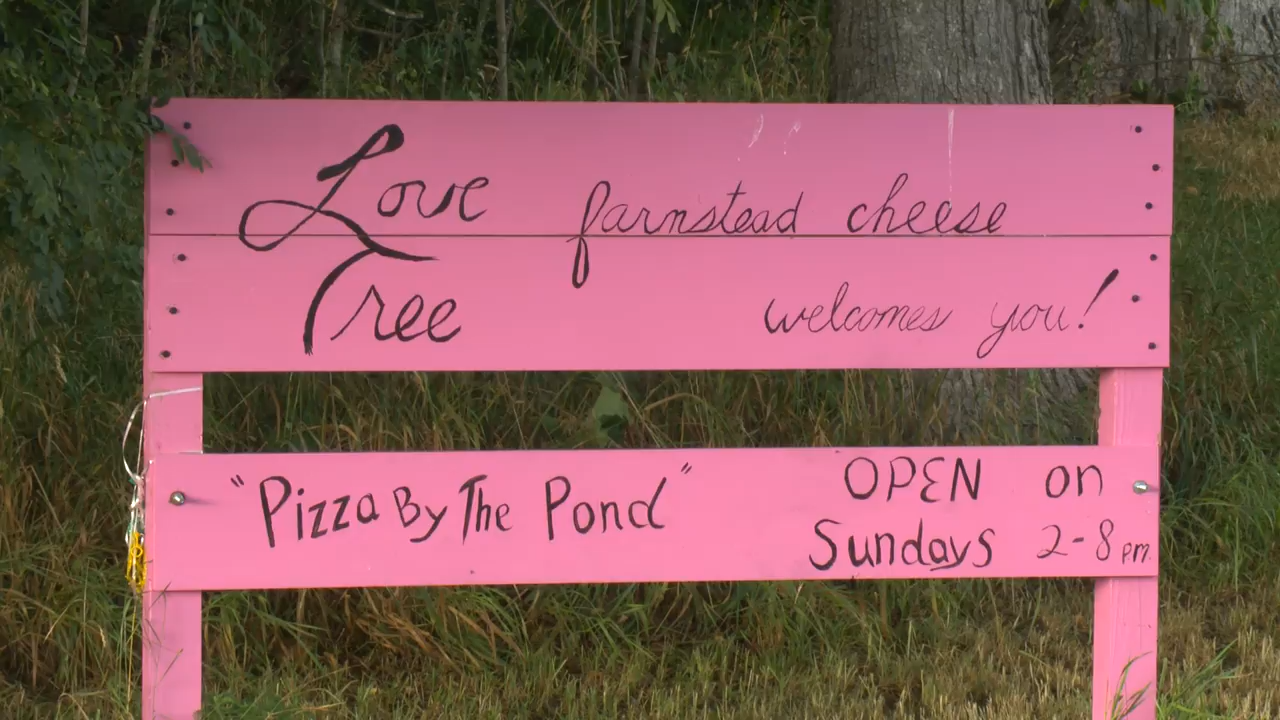 Love farmstead cheese
Tree welcomes you!
"Pizza By The Pond"
OPEN on
Sundays 2-8 pm.